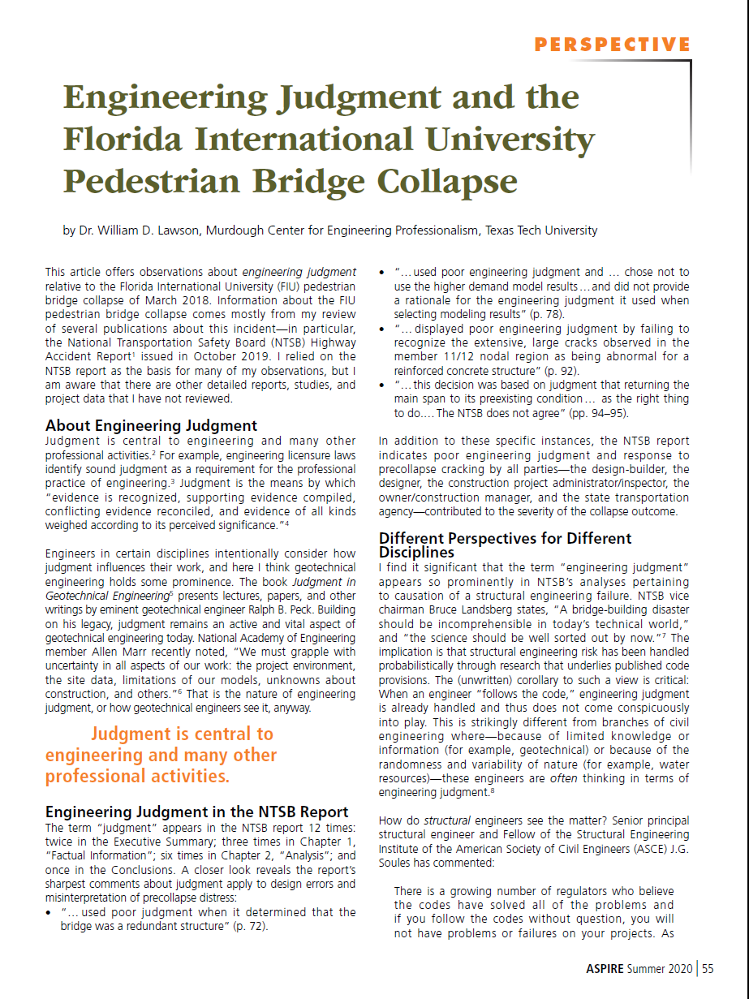 PERSPECTIVE
Engineering Judgment and the
Florida International University
Pedestrian Bridge Collapse
by Dr. William D. Lawson, Murdough Center for Engineering Professionalism, Texas Tech University
This article offers observations about engineering judgment
relative to the Florida International University (FIU) pedestrian
bridge collapse of March 2018. Information about the FIU
pedestrian bridge collapse comes mostly from my review
of several publications about this incident—in particular,
the National Transportation Safety Board (NTSB) Highway
Accident Report¹ issued in October 2019. I relied on the
NTSB report as the basis for many of my observations, but I
am aware that there are other detailed reports, studies, and
project data that I have not reviewed.
About Engineering Judgment
Judgment is central to engineering and many other
professional activities.² For example, engineering licensure laws
identify sound judgment as a requirement for the professional
practice of engineering.³ Judgment is the means by which
“evidence is recognized, supporting evidence compiled,
conflicting evidence reconciled, and evidence of all kinds
weighed according to its perceived significance.”⁴
Engineers in certain disciplines intentionally consider how
judgment influences their work, and here I think geotechnical
engineering holds some prominence. The book Judgment in
Geotechnical Engineering⁵ presents lectures, papers, and other
writings by eminent geotechnical engineer Ralph B. Peck. Building
on his legacy, judgment remains an active and vital aspect of
geotechnical engineering today. National Academy of Engineering
member Allen Marr recently noted, “We must grapple with
uncertainty in all aspects of our work: the project environment,
the site data, limitations of our models, unknowns about
construction, and others.”⁶ That is the nature of engineering
judgment, or how geotechnical engineers see it, anyway.
Judgment is central to
engineering and many other
professional activities.
Engineering Judgment in the NTSB Report
The term “judgment” appears in the NTSB report 12 times:
twice in the Executive Summary; three times in Chapter 1,
“Factual Information”; six times in Chapter 2, “Analysis”; and
once in the Conclusions. A closer look reveals the report’s
sharpest comments about judgment apply to design errors and
misinterpretation of precollapse distress:
• “... used poor judgment when it determined that the
bridge was a redundant structure” (p. 72).
• “... used poor engineering judgment and ... chose not to
use the higher demand model results ... and did not provide
a rationale for the engineering judgment it used when
selecting modeling results” (p. 78).
• “... displayed poor engineering judgment by failing to
recognize the extensive, large cracks observed in the
member 11/12 nodal region as being abnormal for a
reinforced concrete structure” (p. 92).
• “... this decision was based on judgment that returning the
main span to its preexisting condition ... as the right thing
to do.... The NTSB does not agree” (pp. 94–95).
In addition to these specific instances, the NTSB report
indicates poor engineering judgment and response to
precollapse cracking by all parties—the design-builder, the
designer, the construction project administrator/inspector, the
owner/construction manager, and the state transportation
agency—contributed to the severity of the collapse outcome.
Different Perspectives for Different
Disciplines
I find it significant that the term “engineering judgment”
appears so prominently in NTSB’s analyses pertaining
to causation of a structural engineering failure. NTSB vice
chairman Bruce Landsberg states, “A bridge-building disaster
should be incomprehensible in today’s technical world,”
and “the science should be well sorted out by now.”⁷ The
implication is that structural engineering risk has been handled
probabilistically through research that underlies published code
provisions. The (unwritten) corollary to such a view is critical:
When an engineer “follows the code,” engineering judgment
is already handled and thus does not come conspicuously
into play. This is strikingly different from branches of civil
engineering where—because of limited knowledge or
information (for example, geotechnical) or because of the
randomness and variability of nature (for example, water
resources)—these engineers are often thinking in terms of
engineering judgment.⁸
How do structural engineers see the matter? Senior principal
structural engineer and Fellow of the Structural Engineering
Institute of the American Society of Civil Engineers (ASCE) J.G.
Soules has commented:
There is a growing number of regulators who believe
the codes have solved all of the problems and
if you follow the codes without question, you will
not have problems or failures on your projects. As
ASPIRE Summer 2020 | 55